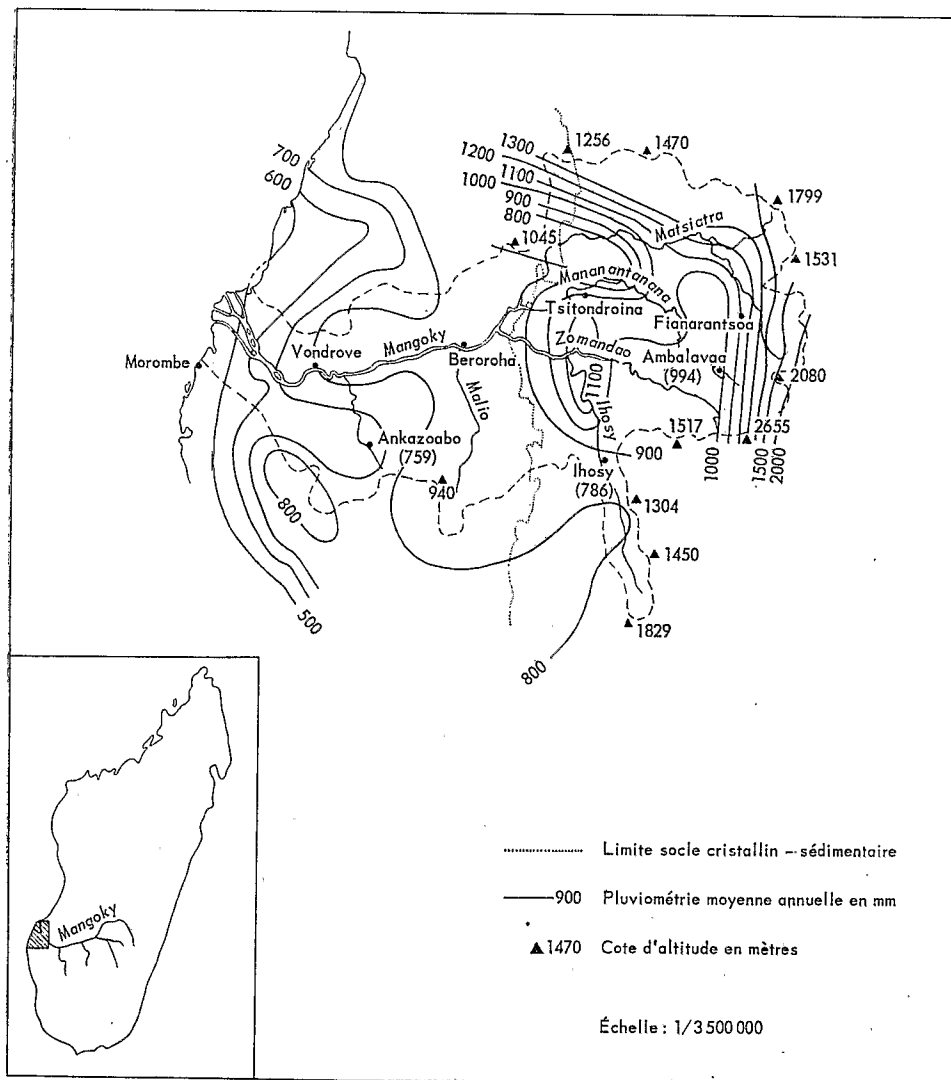 700
600
1300
1200
1100
1000
900
800
1256
1470
1799
1531
1045
Matsiatra
Mananantanana
Tsitondroina
Fianarantsoa
Zomandao
Ambalavaa
(994)
2080
Mangoky
Beroroha
Vondrove
Morombe
Malio
1100
Ihosy
Ankazoabo
(759)
940
800
500
1517
2655
900
1000
1500
2000
Ihosy
(786)
1304
1450
1829
800
Mangoky
Limite socle cristallin - sédimentaire
900 Pluviométrie moyenne annuelle en mm
1470 Cote d'altitude en mètres
Échelle : 1/3 500 000